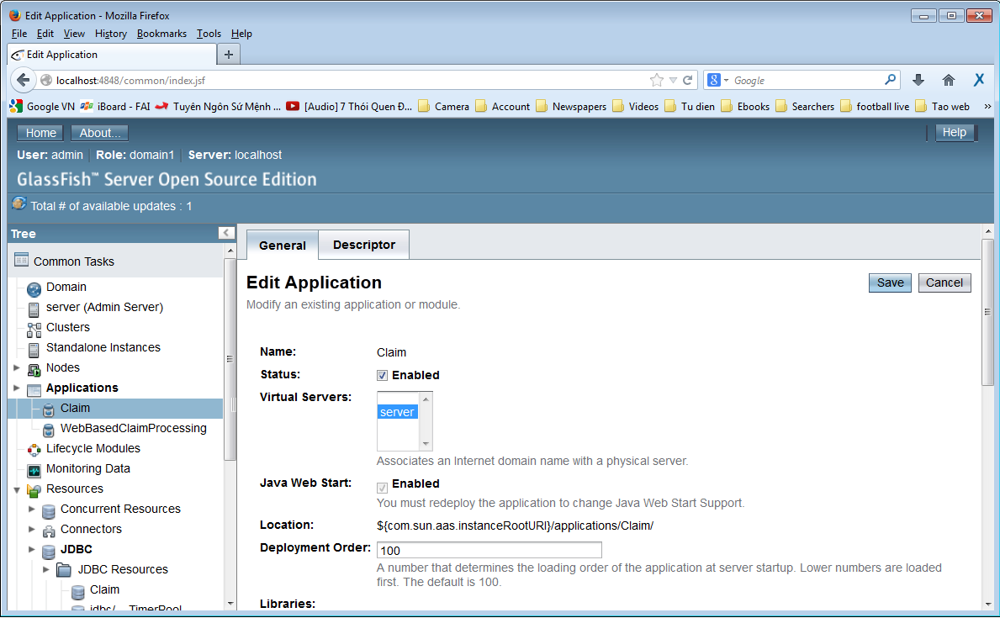 Edit Application - Mozilla Firefox
File Edit View History Bookmarks Tools Help
Edit Application
localhost:4848/common/index.jsf
Google
Google VN iBoard - FAI Tuyên Ngôn Sứ Mệnh ... [Audio] 7 Thói Quen Đ... Camera Account Newspapers Videos Tu dien Ebooks Searchers football live Tao web »
Home About... Help
User: admin Role: domain1 Server: localhost
GlassFish™ Server Open Source Edition
Total # of available updates : 1
Tree
Common Tasks
Domain
server (Admin Server)
Clusters
Standalone Instances
Nodes
Applications
Claim
WebBasedClaimProcessing
Lifecycle Modules
Monitoring Data
Resources
Concurrent Resources
Connectors
JDBC
JDBC Resources
Claim
General Descriptor
Edit Application
Save Cancel
Modify an existing application or module.
Name: Claim
Status: Enabled
Virtual Servers: server
Associates an Internet domain name with a physical server.
Java Web Start: Enabled
You must redeploy the application to change Java Web Start Support.
Location: ${com.sun.aas.instanceRootURI}/applications/Claim/
Deployment Order: 100
A number that determines the loading order of the application at server startup. Lower numbers are loaded
first. The default is 100.
Libraries: